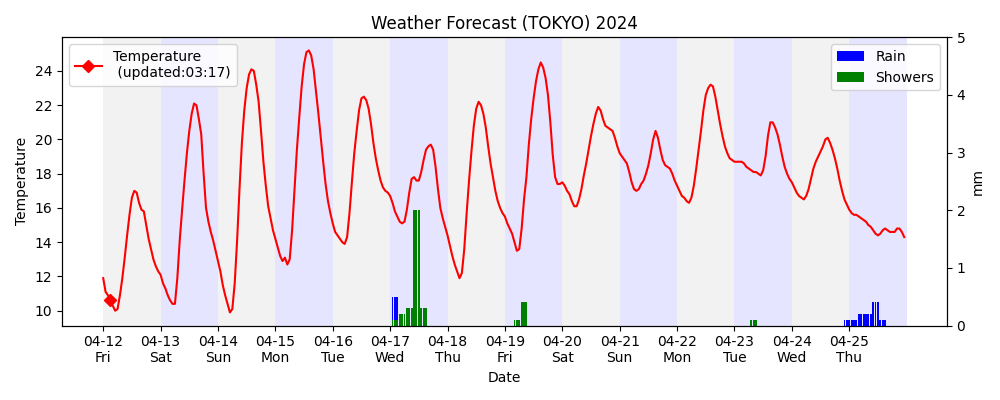 Weather Forecast (TOKYO) 2024
Temperature
(updated:03:17)
Rain
Showers
24
22
20
18
16
14
12
10
Temperature
5
4
3
2
1
0
mm
04-12 04-13 04-14 04-15 04-16 04-17 04-18 04-19 04-20 04-21 04-22 04-23 04-24 04-25
Fri Sat Sun Mon Tue Wed Thu Fri Sat Sun Mon Tue Wed Thu
Date